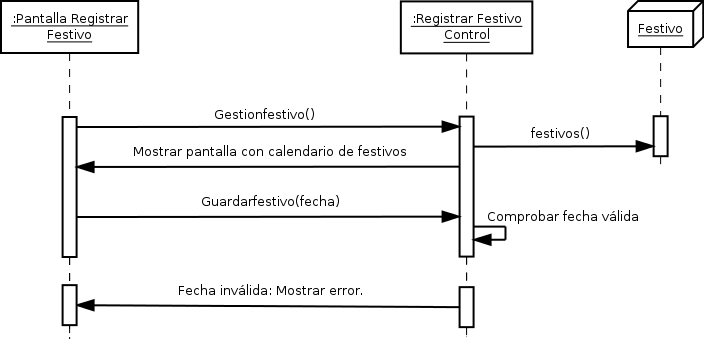 :Pantalla Registrar
Festivo
:Registrar Festivo
Control
Festivo
Gestionfestivo()
festivos()
Mostrar pantalla con calendario de festivos
Guardarfestivo(fecha)
Comprobar fecha válida
Fecha inválida: Mostrar error.